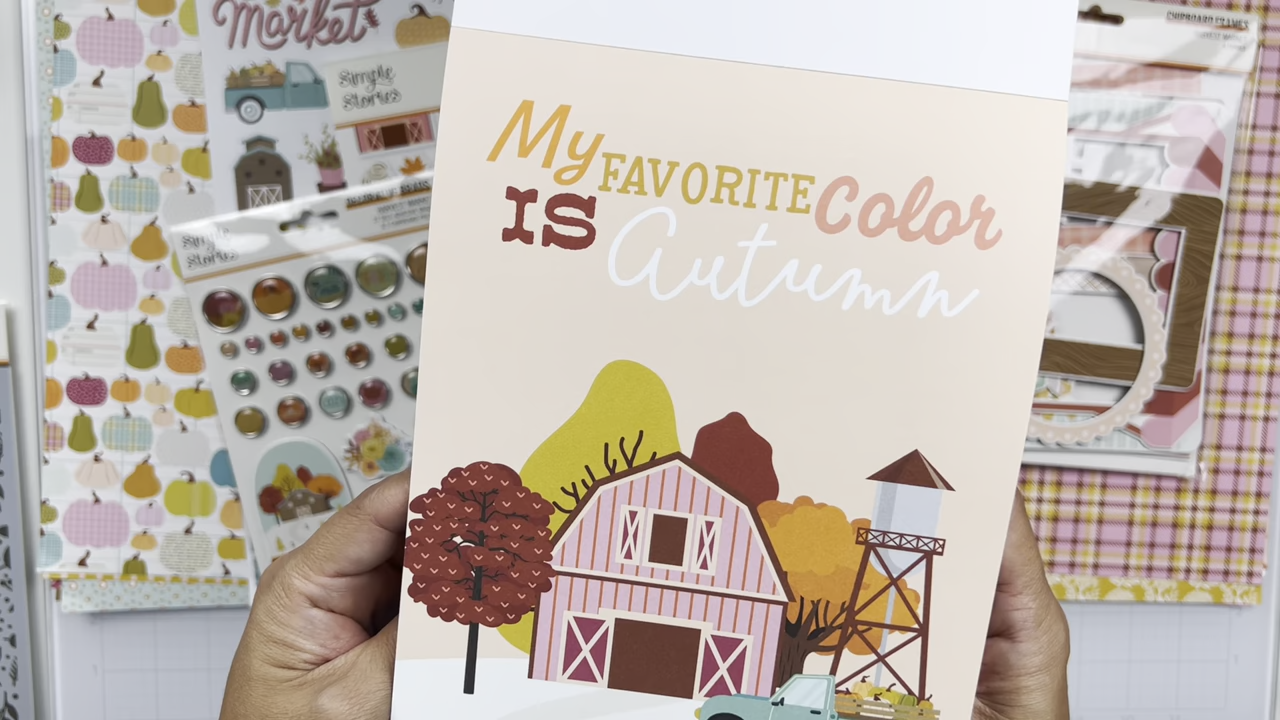 Market
Simple
Stories
Simple
Stories
My FAVORITE Color
IS Autumn
CHIPBOARD FRAMES